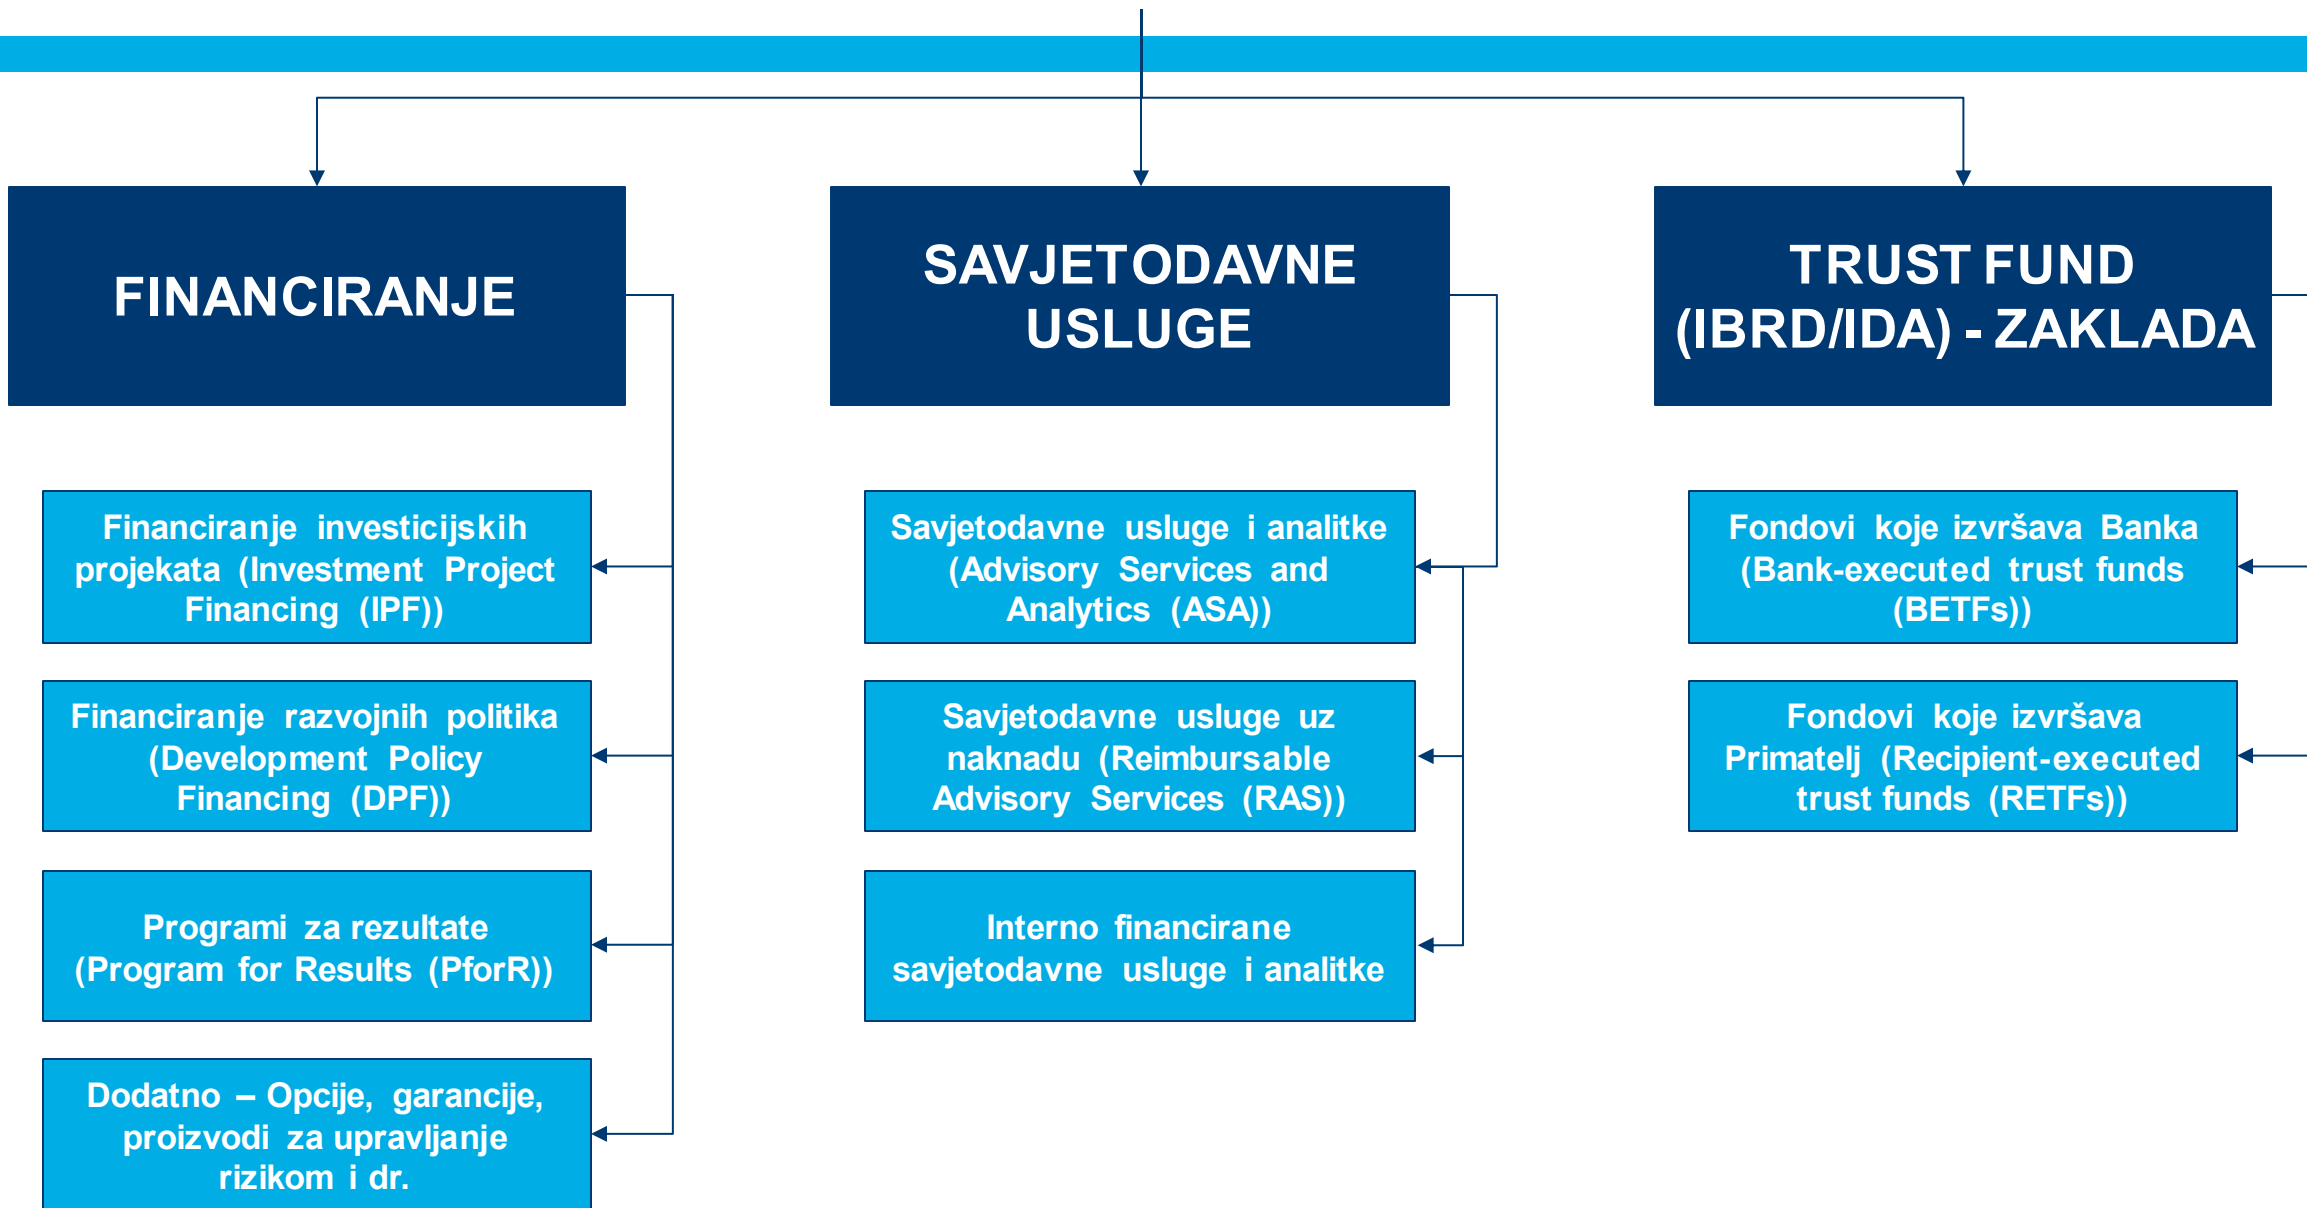 FINANCIRANJE
SAVJETODAVNE
USLUGE
TRUST FUND
(IBRD/IDA) - ZAKLADA
Financiranje investicijskih
projekata (Investment Project
Financing (IPF))
Financiranje razvojnih politika
(Development Policy
Financing (DPF))
Programi za rezultate
(Program for Results (PforR))
Dodatno – Opcije, garancije,
proizvodi za upravljanje
rizikom i dr.
Savjetodavne usluge i analitke
(Advisory Services and
Analytics (ASA))
Savjetodavne usluge uz
naknadu (Reimbursable
Advisory Services (RAS))
Interno financirane
savjetodavne usluge i analitke
Fondovi koje izvršava Banka
(Bank-executed trust funds
(BETFs))
Fondovi koje izvršava
Primatelj (Recipient-executed
trust funds (RETFs))